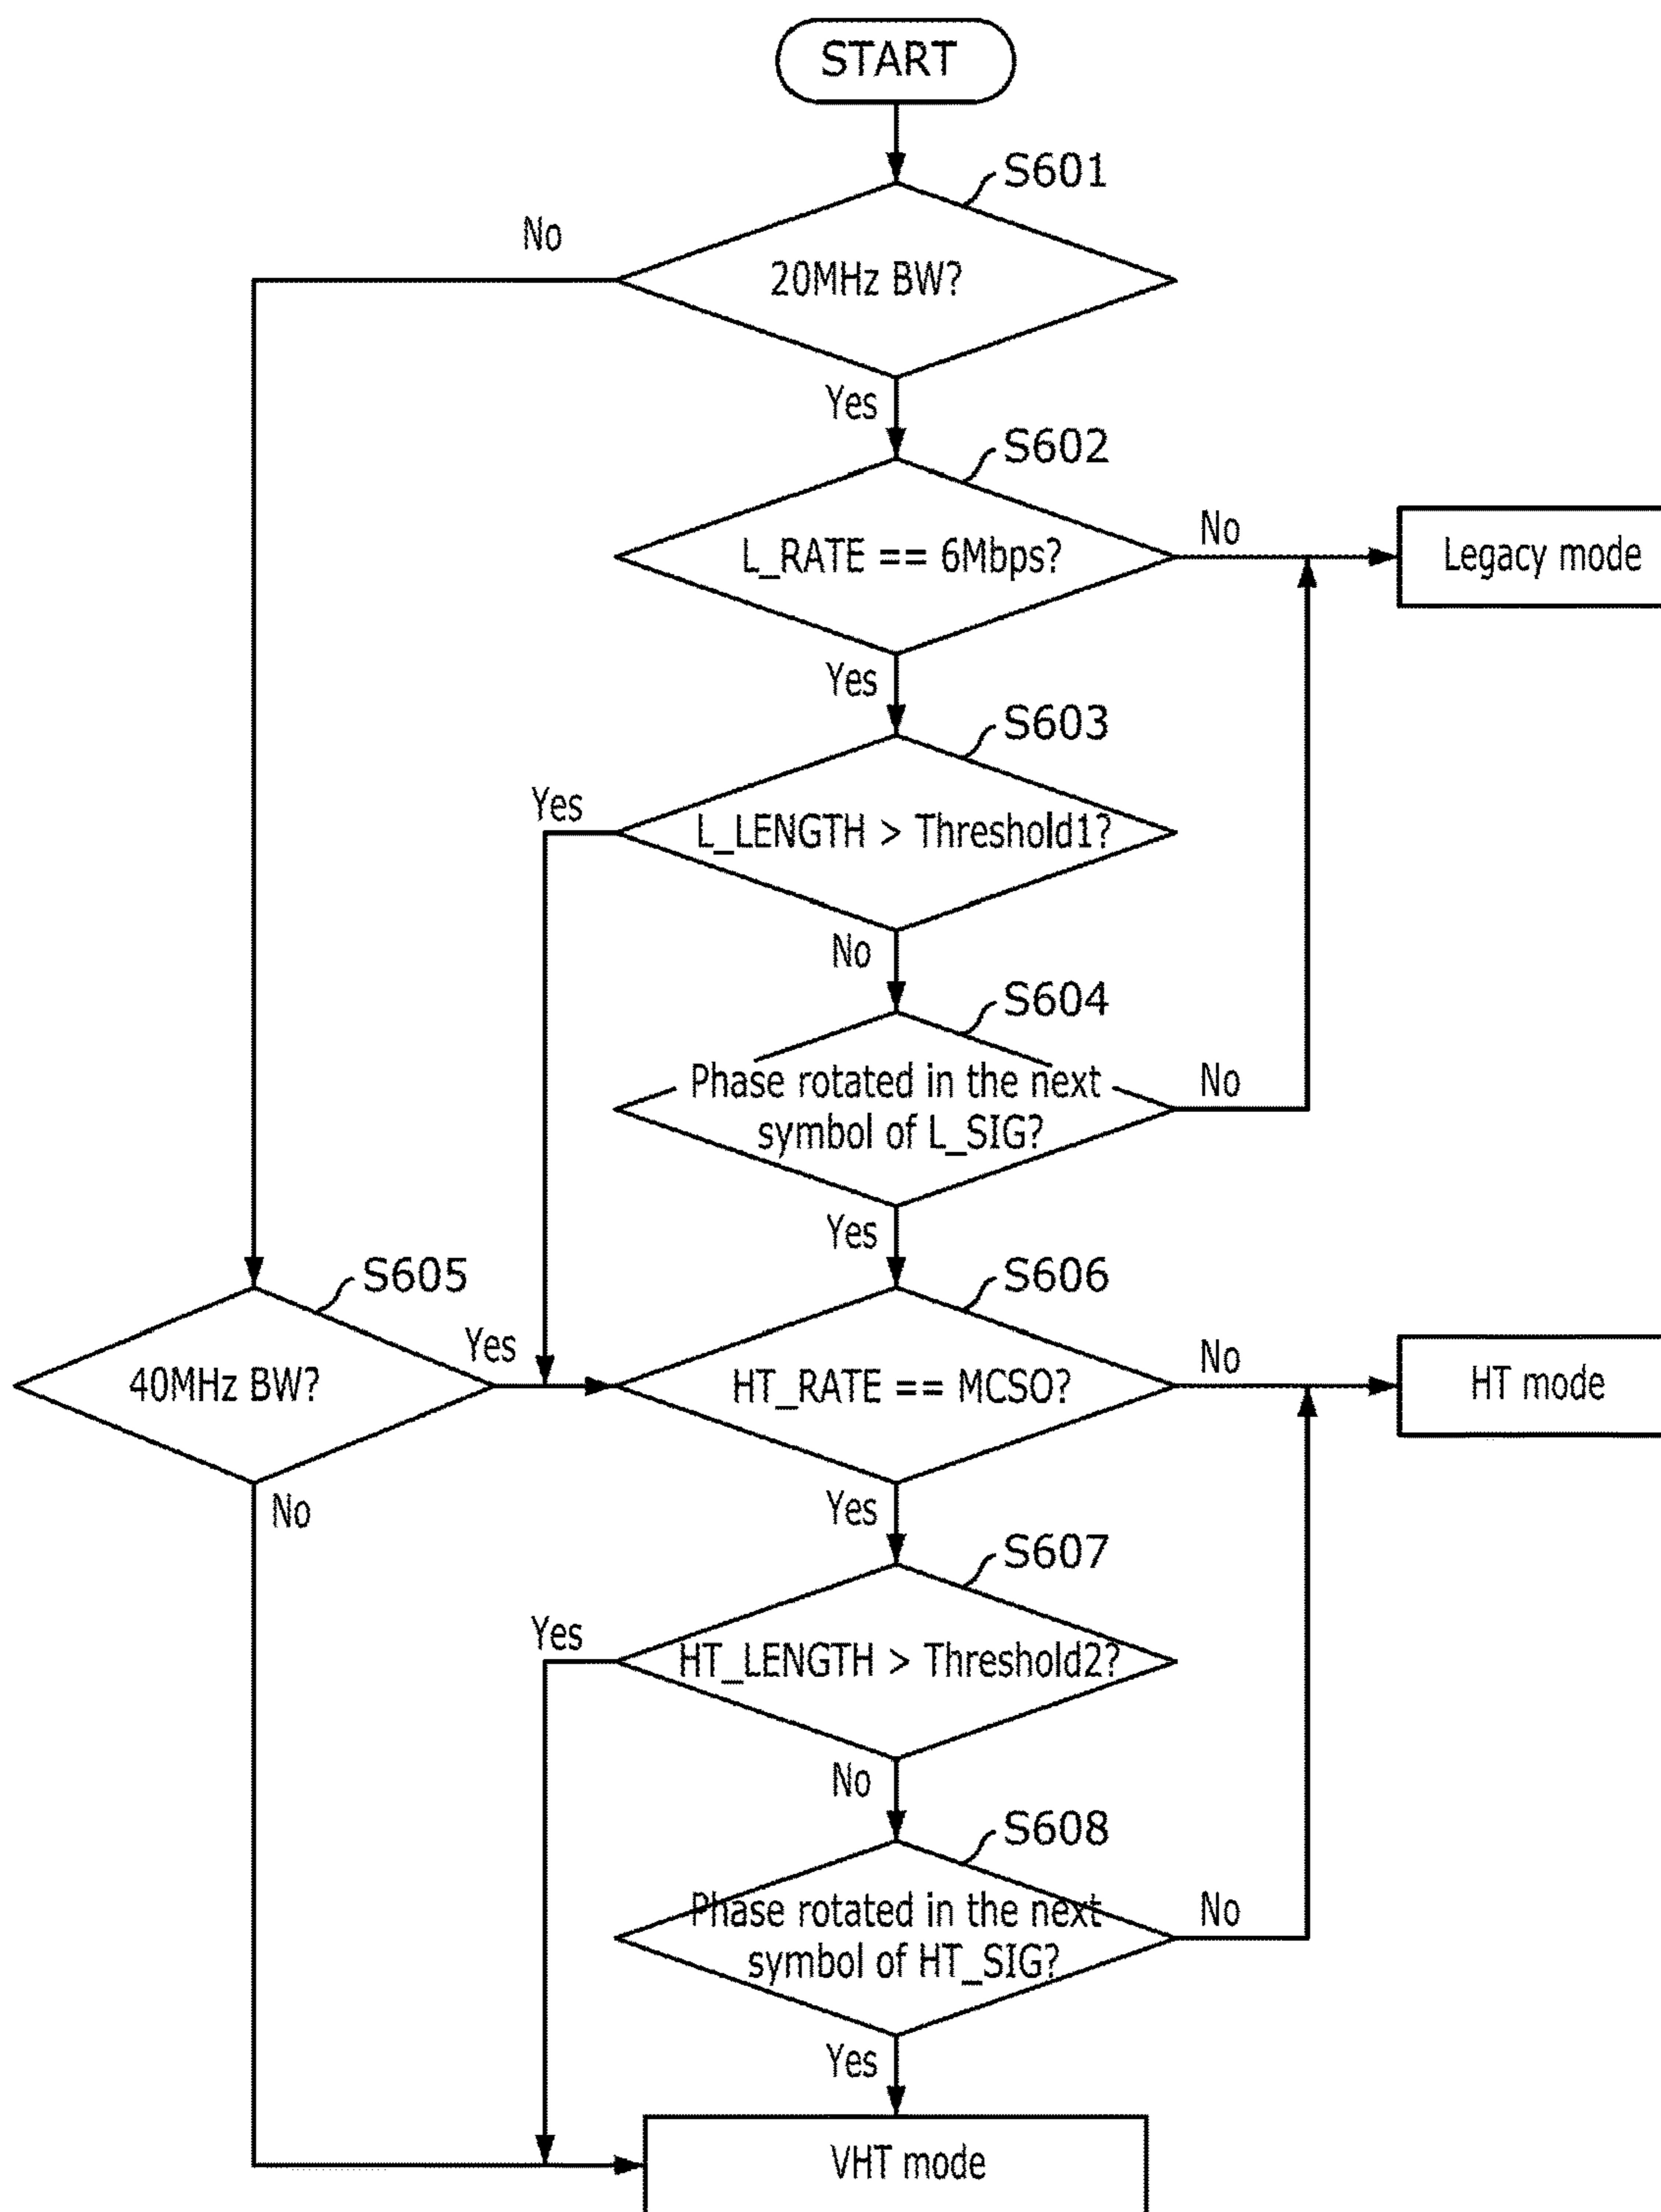 START
S601
No
20MHz BW?
Yes
S602
L_RATE == 6Mbps?
No
Legacy mode
Yes
S603
Yes
L_LENGTH > Threshold1?
No
S604
Phase rotated in the next
symbol of L_SIG?
No
Yes
S605
S606
40MHz BW?
Yes
HT_RATE == MCSO?
No
HT mode
No
Yes
S607
Yes
HT_LENGTH > Threshold2?
No
S608
Phase rotated in the next
symbol of HT_SIG?
No
Yes
VHT mode